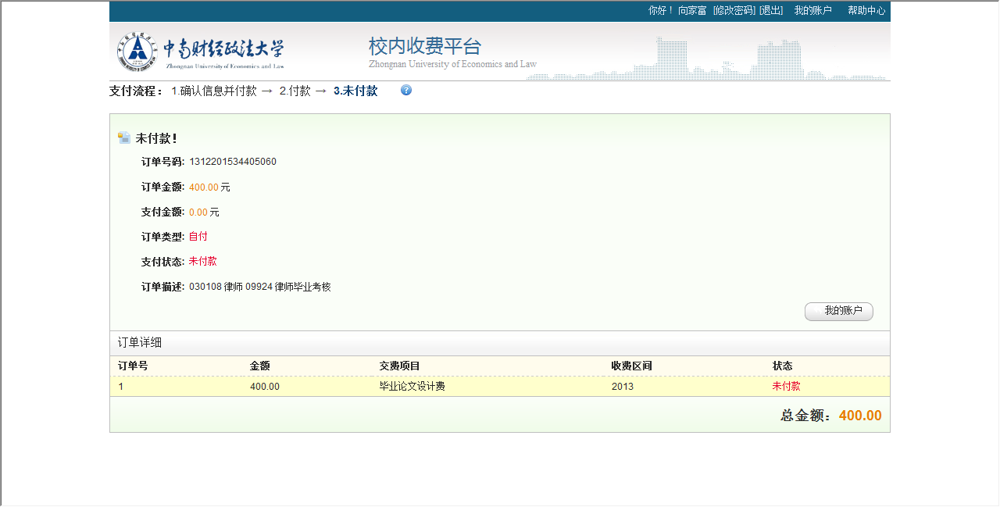 你好！ 向家富 [修改密码] [退出] 我的账户 帮助中心
中南财经政法大学
Zhongnan University of Economics and Law
校内收费平台
Zhongnan University of Economics and Law
支付流程： 1.确认信息并付款 → 2.付款 → 3.未付款
未付款！
订单号码: 1312201534405060
订单金额: 400.00 元
支付金额: 0.00 元
订单类型: 自付
支付状态: 未付款
订单描述: 030108 律师 09924 律师毕业考核
我的账户
订单详细
订单号 金额 交费项目 收费区间 状态
1 400.00 毕业论文设计费 2013 未付款
总金额： 400.00